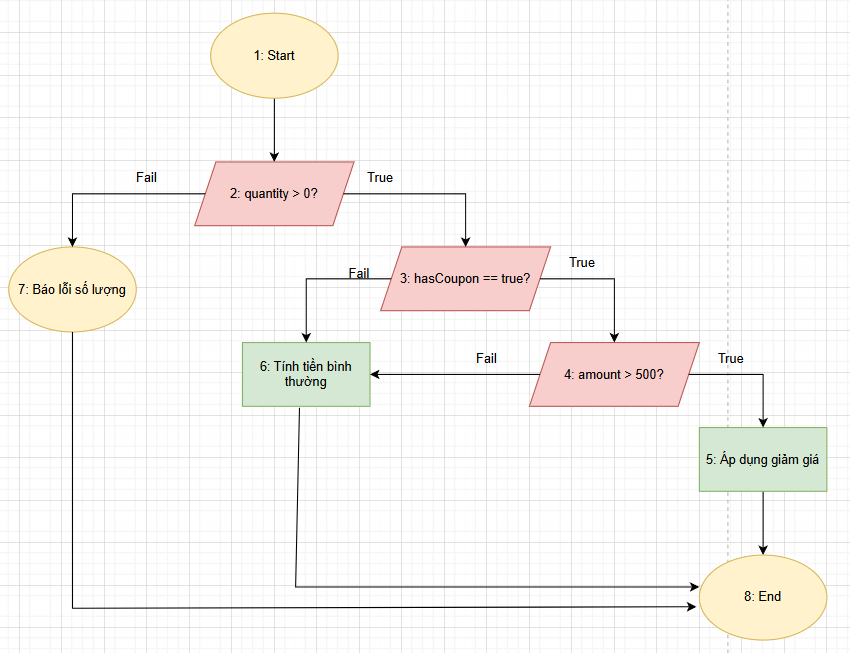 1: Start
Fail
True
2: quantity > 0?
True
Fail
3: hasCoupon == true?
7: Báo lỗi số lượng
Fail
True
6: Tính tiền bình
thường
4: amount > 500?
5: Áp dụng giảm giá
8: End